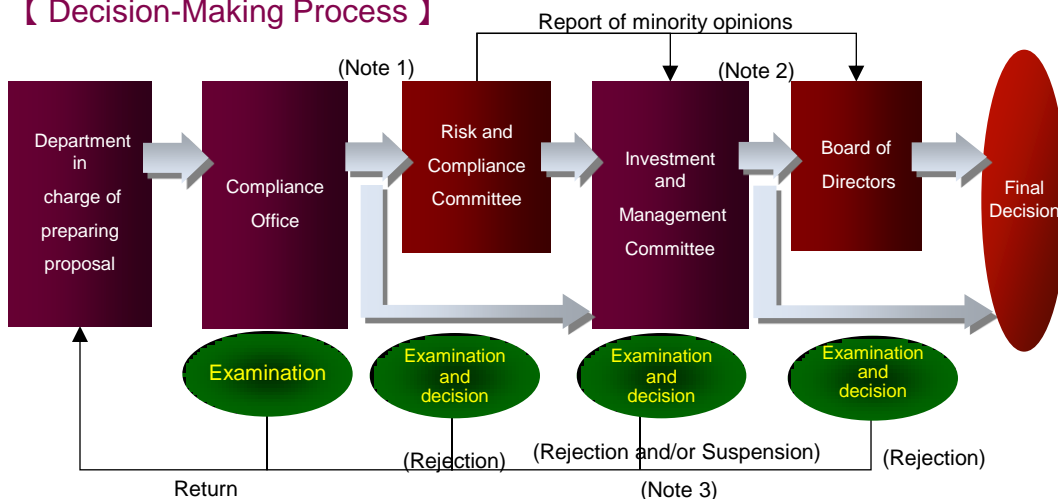 【 Decision-Making Process 】
Report of minority opinions
(Note 1)
(Note 2)
Department
in
charge of
preparing
proposal
Compliance
Office
Risk and
Compliance
Committee
Investment
and
Management
Committee
Board of
Directors
Final
Decision
Examination
Examination
and
decision
Examination
and
decision
Examination
and
decision
(Rejection)
(Rejection and/or Suspension)
(Rejection)
Return
(Note 3)